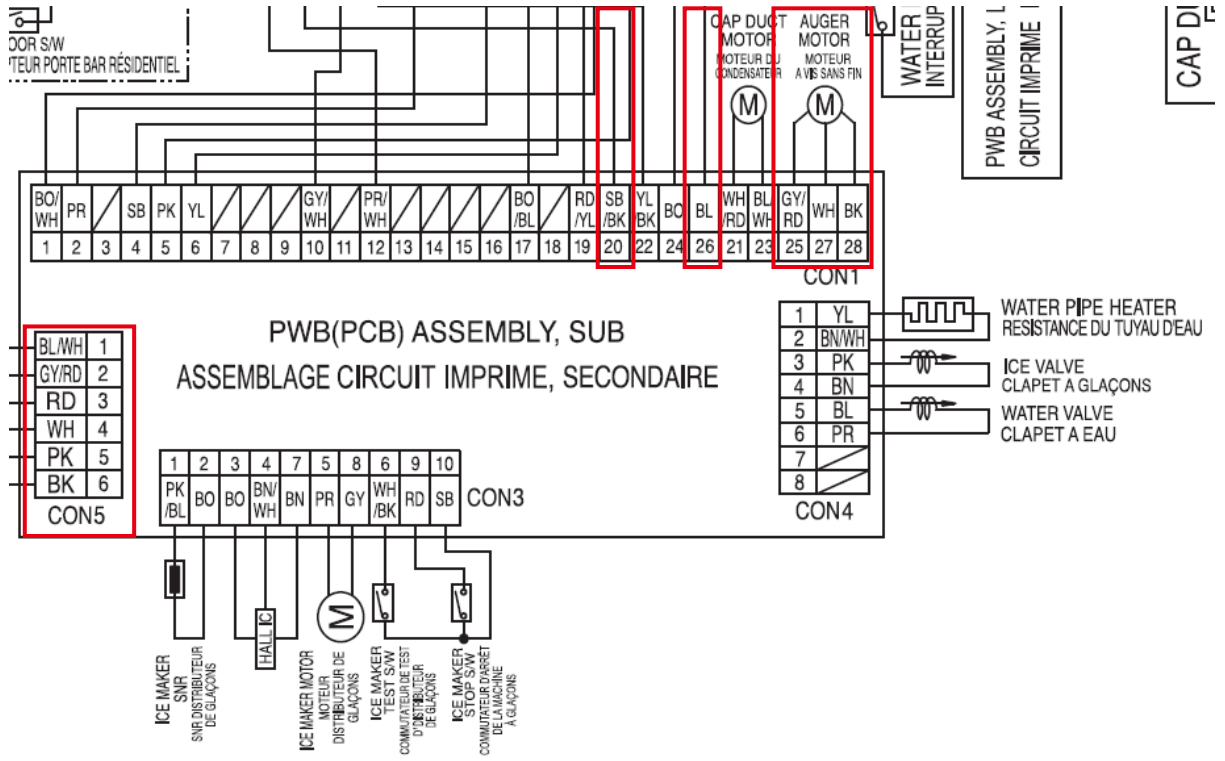 OOR S/W
PTEUR PORTE BAR RÉSIDENTIEL
CAP DUCT
MOTOR
MOTEUR DU
CONDENSATEUR
AUGER
MOTOR
MOTEUR
A VIS SANS FIN
M
M
WATER
INTERRUP
PWB ASSEMBLY, L
CIRCUIT IMPRIME
CAP DU
BO/WH PR SB PK YL GY/WH PR/WH BO/BL RD/YL SB/BK YL/BK BO BL WH/RD BL/WH GY/RD WH BK
1 2 3 4 5 6 7 8 9 10 11 12 13 14 15 16 17 18 19 20 22 24 26 21 23 25 27 28
CON1
PWB(PCB) ASSEMBLY, SUB
ASSEMBLAGE CIRCUIT IMPRIME, SECONDAIRE
BL/WH 1
GY/RD 2
RD 3
WH 4
PK 5
BK 6
CON5
1 YL
2 BN/WH
3 PK
4 BN
5 BL
6 PR
7
8
CON4
WATER PIPE HEATER
RESISTANCE DU TUYAU D'EAU
ICE VALVE
CLAPET A GLAÇONS
WATER VALVE
CLAPET A EAU
1 2 3 4 7 5 8 6 9 10
PK/BL BO BO BN/WH BN PR GY WH/BK RD SB
CON3
HALL IC
M
ICE MAKER
SNR
SNR DISTRIBUTEUR
DE GLAÇONS
ICE MAKER MOTOR
MOTEUR
DISTRIBUTEUR DE
GLAÇONS
ICE MAKER
TEST S/W
COMMUTATEUR DE TEST
D'DISTRIBUTEUR
DE GLAÇONS
ICE MAKER
STOP S/W
COMMUTATEUR D'ARRÊT
DE LA MACHINE
À GLAÇONS